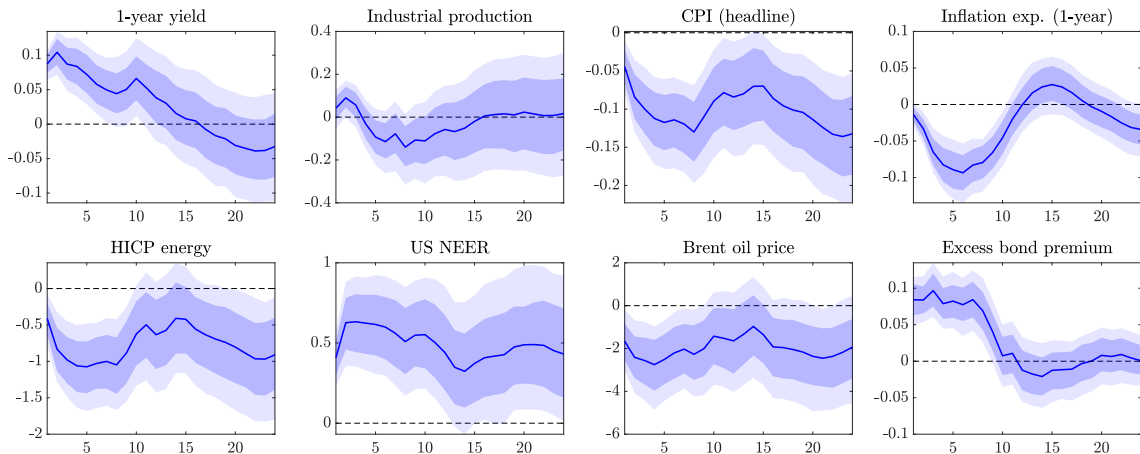 1-year yield
0.1
0.05
0
-0.05
-0.1
5 10 15 20
Industrial production
0.4
0.2
0
-0.2
-0.4
5 10 15 20
CPI (headline)
0
-0.05
-0.1
-0.15
-0.2
5 10 15 20
Inflation exp. (1-year)
0.1
0.05
0
-0.05
-0.1
5 10 15 20
HICP energy
0
-0.5
-1
-1.5
-2
5 10 15 20
US NEER
1
0.5
0
5 10 15 20
Brent oil price
2
0
-2
-4
-6
5 10 15 20
Excess bond premium
0.1
0.05
0
-0.05
-0.1
5 10 15 20